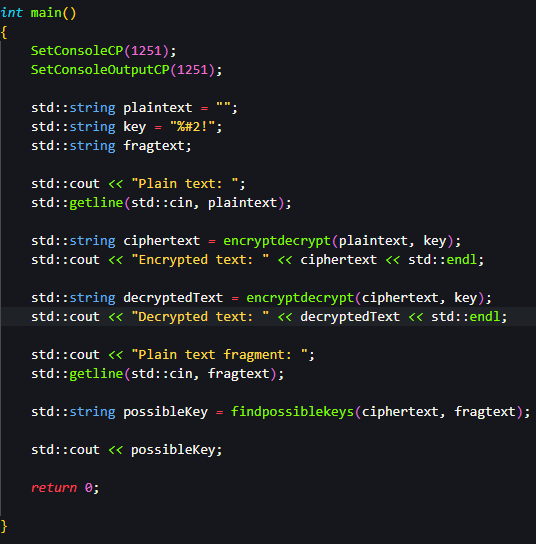 int main()
{
SetConsoleCP(1251);
SetConsoleOutputCP(1251);
std::string plaintext = "";
std::string key = "%#2!";
std::string fragtext;
std::cout << "Plain text: ";
std::getline(std::cin, plaintext);
std::string ciphertext = encryptdecrypt(plaintext, key);
std::cout << "Encrypted text: " << ciphertext << std::endl;
std::string decryptedText = encryptdecrypt(ciphertext, key);
std::cout << "Decrypted text: " << decryptedText << std::endl;
std::cout << "Plain text fragment: ";
std::getline(std::cin, fragtext);
std::string possibleKey = findpossiblekeys(ciphertext, fragtext);
std::cout << possibleKey;
return 0;
}